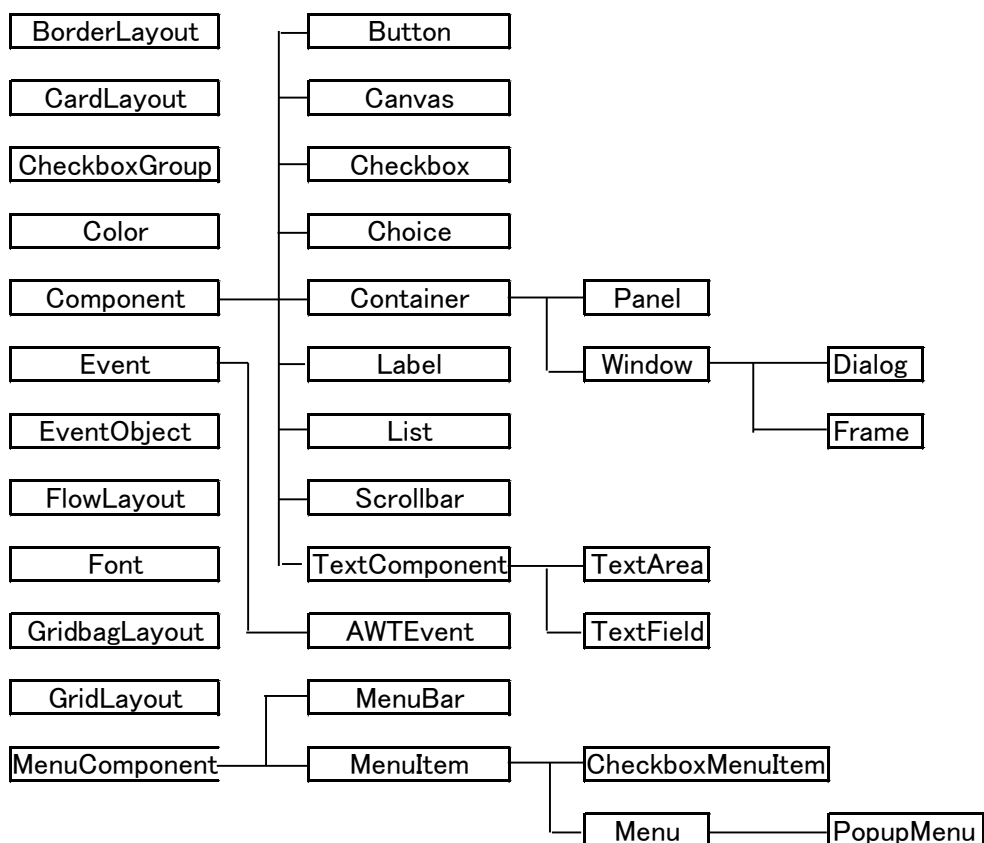 BorderLayout Button
CardLayout Canvas
CheckboxGroup Checkbox
Color Choice
Component Container Panel
Event Label Window Dialog
EventObject List Frame
FlowLayout Scrollbar
Font TextComponent TextArea
GridbagLayout AWTEvent TextField
GridLayout MenuBar
MenuComponent MenuItem CheckboxMenuItem
Menu PopupMenu